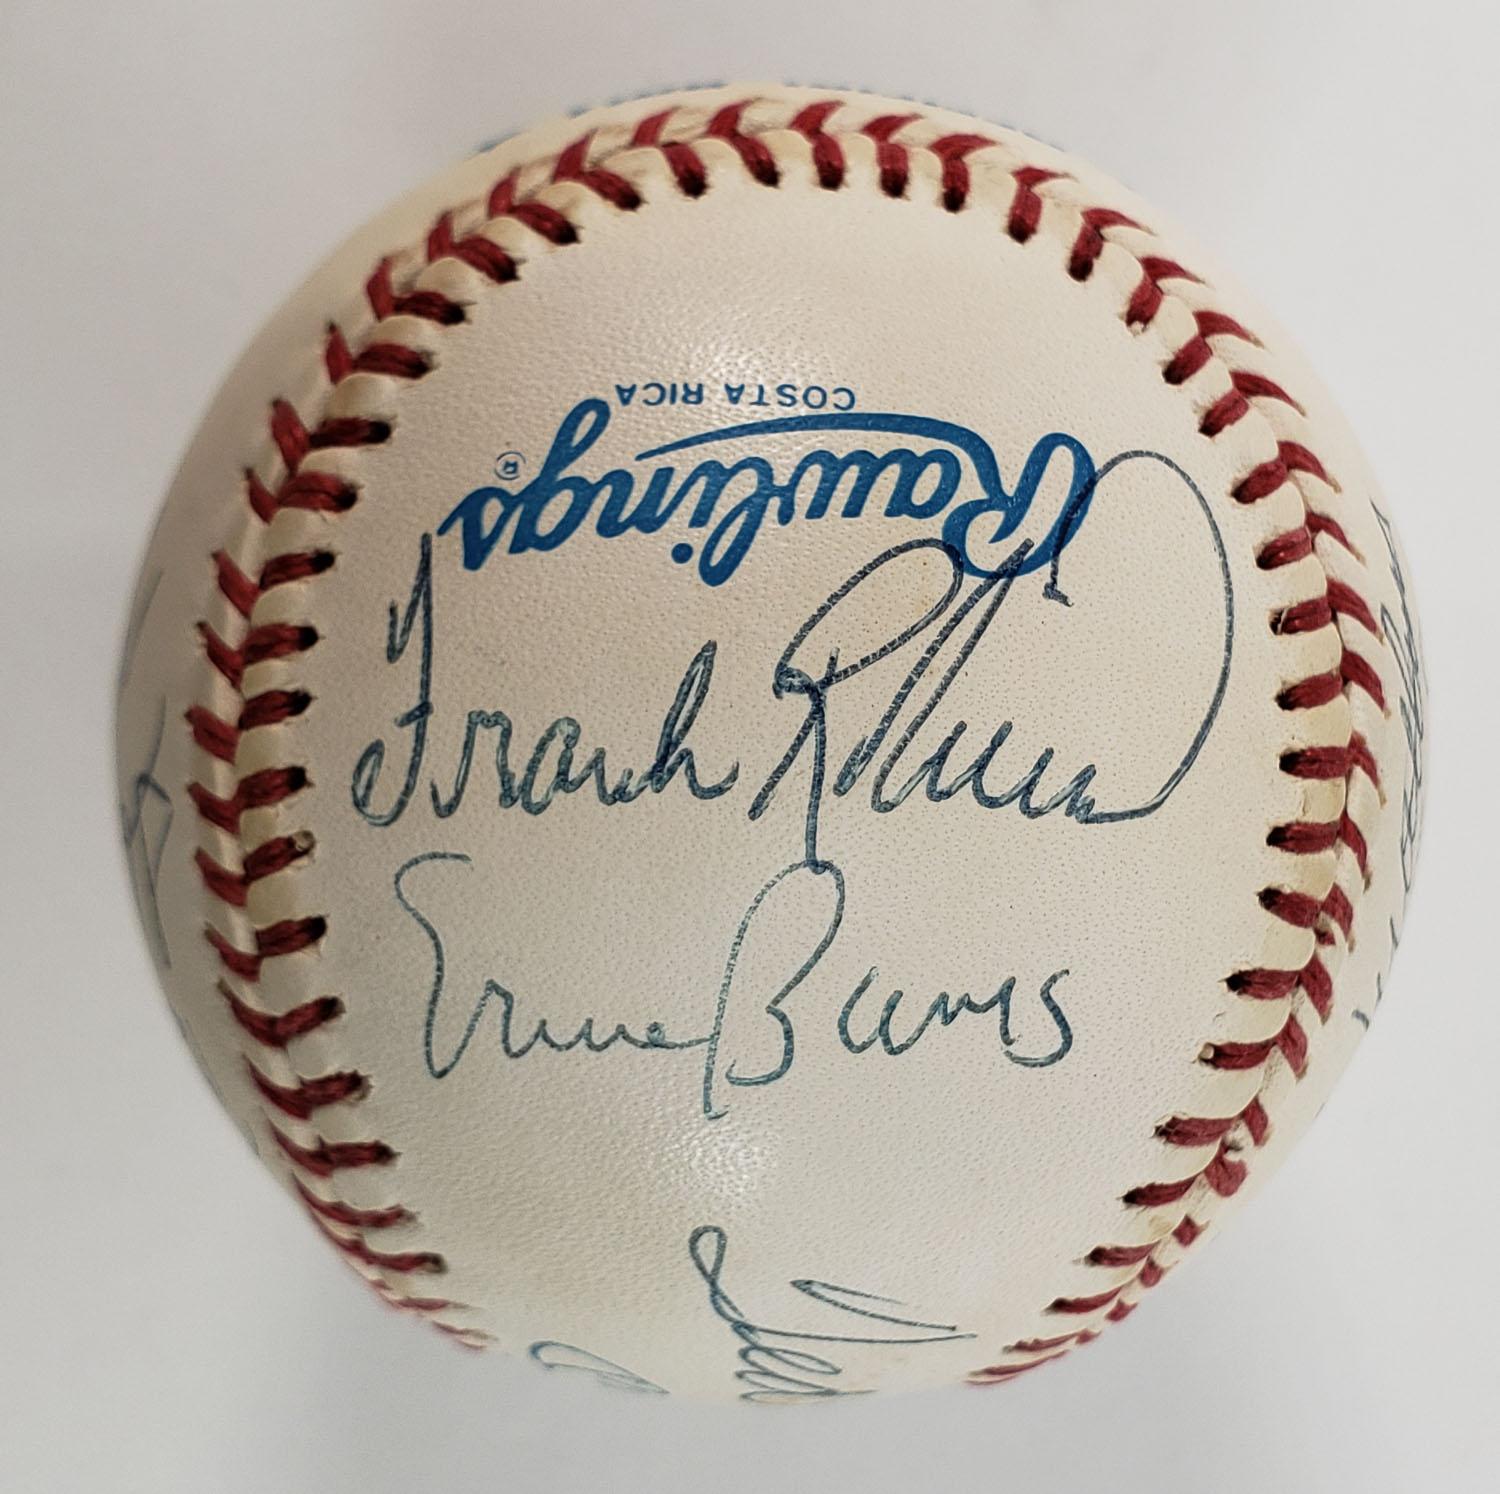 COSTA RICA
Rawlings ®
Frank Robinson
Ernie Banks